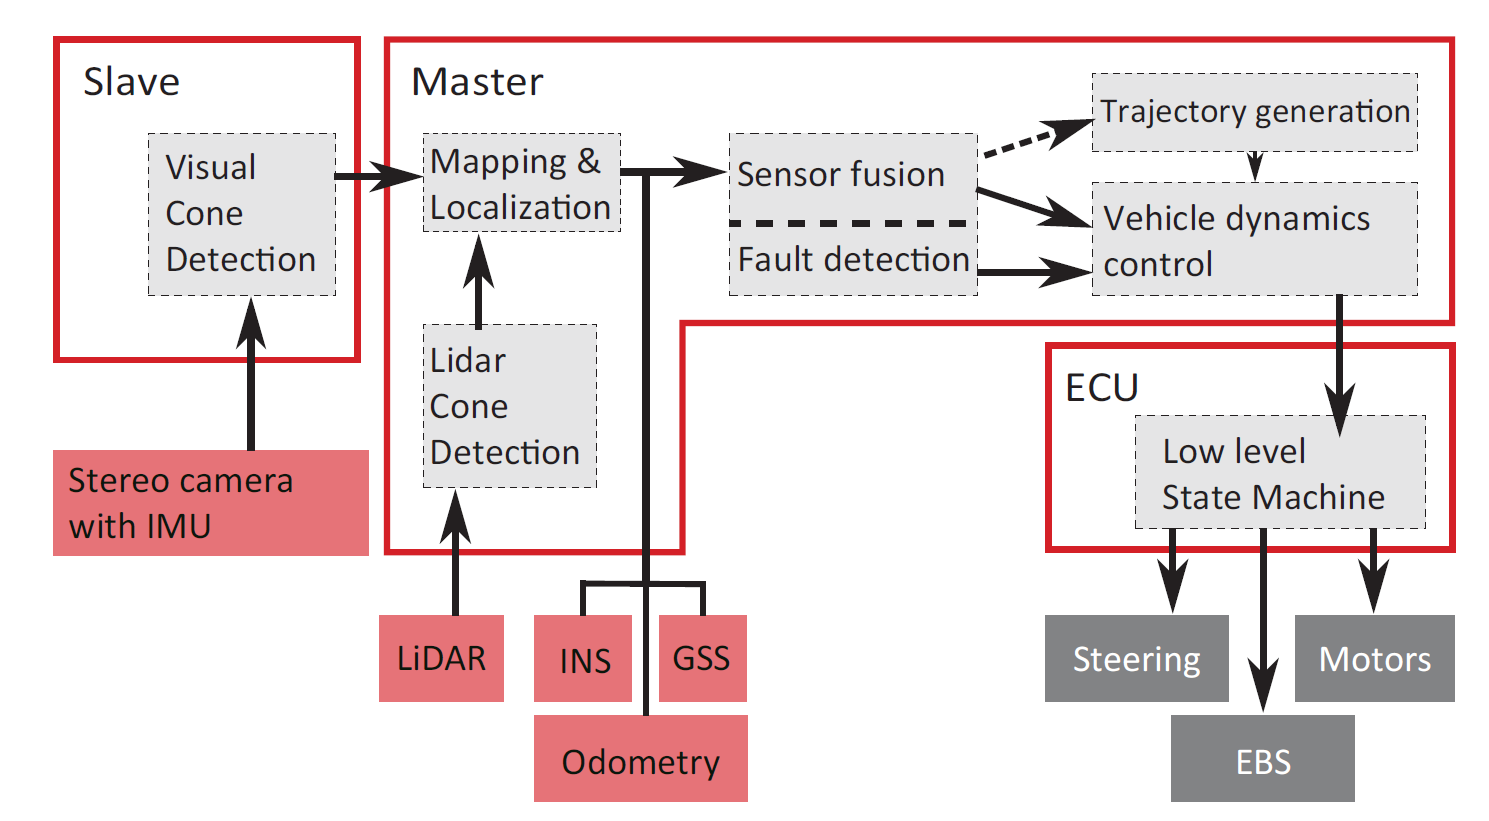 Slave
Visual
Cone
Detection
Stereo camera
with IMU
Master
Mapping &
Localization
Lidar
Cone
Detection
LiDAR
INS
GSS
Odometry
Sensor fusion
Fault detection
Trajectory generation
Vehicle dynamics
control
ECU
Low level
State Machine
Steering
Motors
EBS